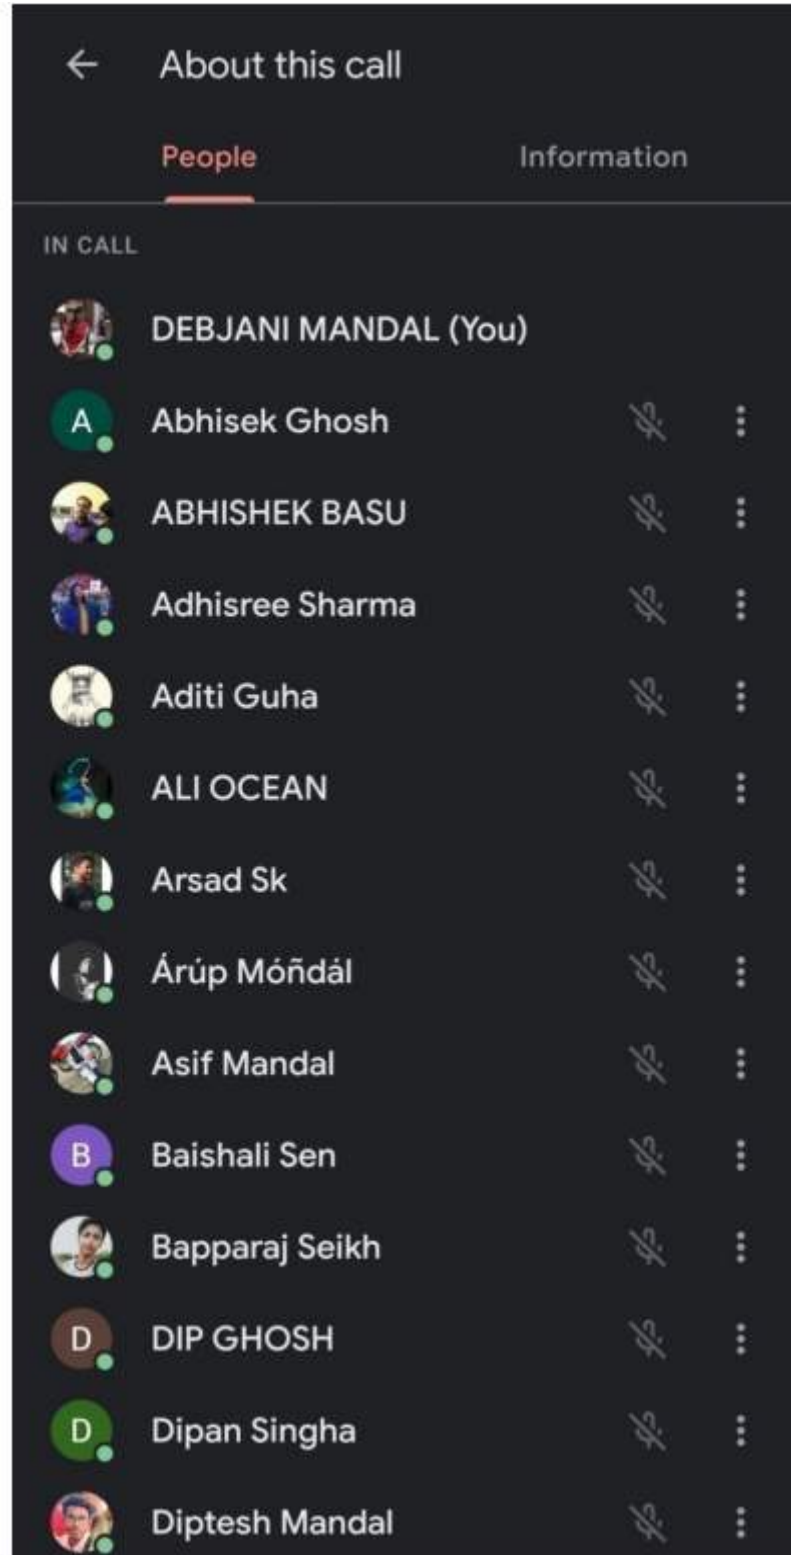 About this call
People Information
IN CALL
DEBJANI MANDAL (You)
A Abhisek Ghosh
ABHISHEK BASU
Adhisree Sharma
Aditi Guha
ALI OCEAN
Arsad Sk
Árúp Móñdál
Asif Mandal
B Baishali Sen
Bapparaj Seikh
D DIP GHOSH
D Dipan Singha
Diptesh Mandal